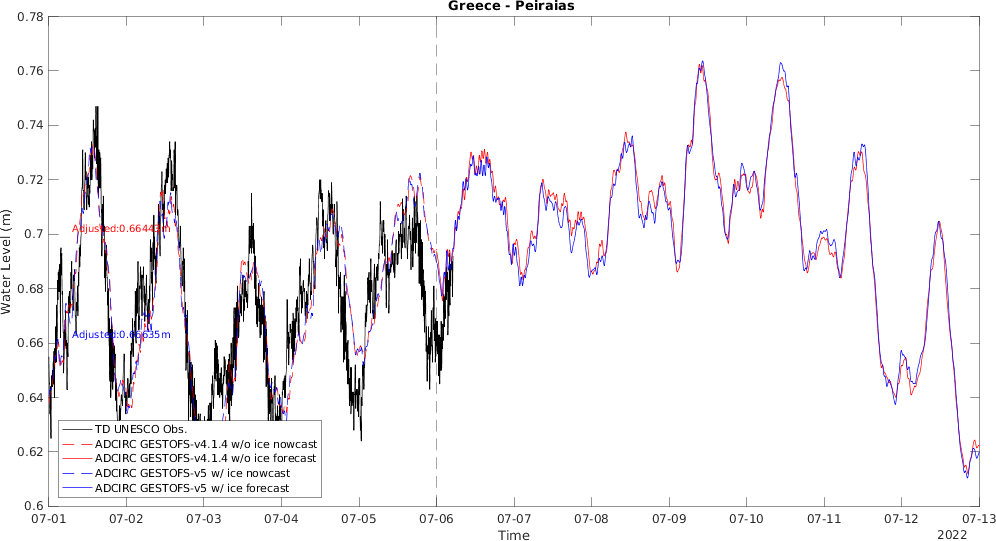 Greece - Peiraias
0.78
0.76
0.74
0.72
0.7
0.68
0.66
0.64
0.62
0.6
Water Level (m)
Adjusted:0.66443m
Adjusted:0.66635m
TD UNESCO Obs.
ADCIRC GESTOFS-v4.1.4 w/o ice nowcast
ADCIRC GESTOFS-v4.1.4 w/o ice forecast
ADCIRC GESTOFS-v5 w/ ice nowcast
ADCIRC GESTOFS-v5 w/ ice forecast
07-01 07-02 07-03 07-04 07-05 07-06 07-07 07-08 07-09 07-10 07-11 07-12 07-13
Time
2022